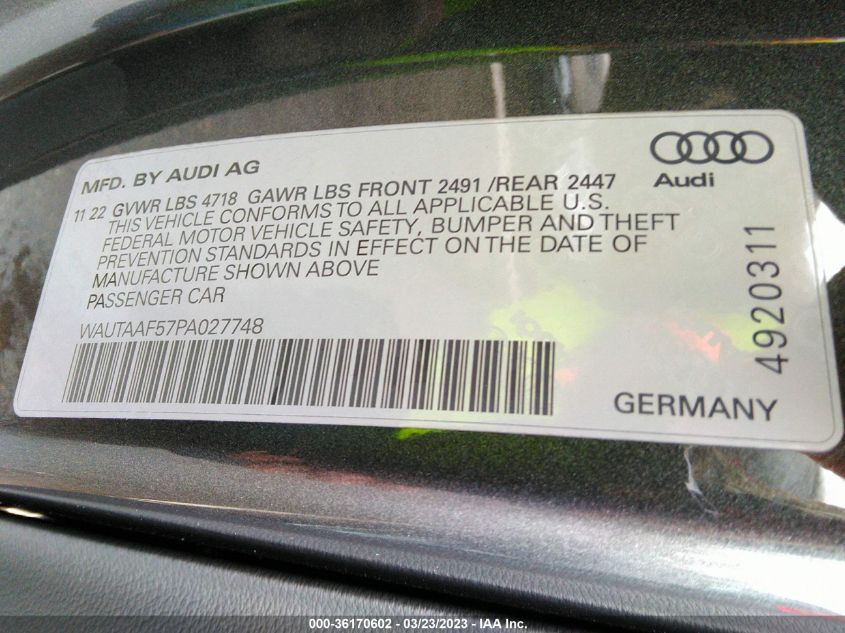 MFD. BY AUDI AG
11 22 GVWR LBS 4718 GAWR LBS FRONT 2491 /REAR 2447
THIS VEHICLE CONFORMS TO ALL APPLICABLE U.S.
FEDERAL MOTOR VEHICLE SAFETY, BUMPER AND THEFT
PREVENTION STANDARDS IN EFFECT ON THE DATE OF
MANUFACTURE SHOWN ABOVE
PASSENGER CAR
WAUTAAF57PA027748
Audi
4920311
GERMANY
000-36170602 - 03/23/2023 - IAA Inc.